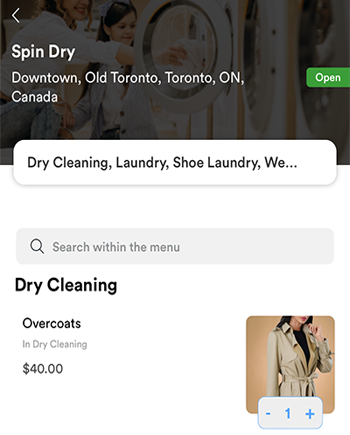 Spin Dry
Downtown, Old Toronto, Toronto, ON,
Canada
Open
Dry Cleaning, Laundry, Shoe Laundry, We...
Search within the menu
Dry Cleaning
Overcoats
In Dry Cleaning
$40.00
- 1 +